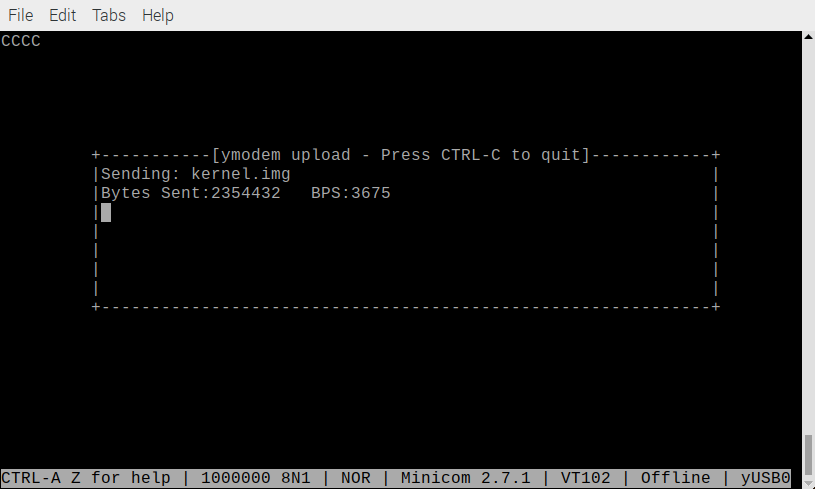 File Edit Tabs Help
CCCC
+-----------[ymodem upload - Press CTRL-C to quit]------------+
|Sending: kernel.img |
|Bytes Sent:2354432 BPS:3675 |
| |
| |
| |
| |
| |
+-------------------------------------------------------------+
CTRL-A Z for help | 1000000 8N1 | NOR | Minicom 2.7.1 | VT102 | Offline | yUSB0